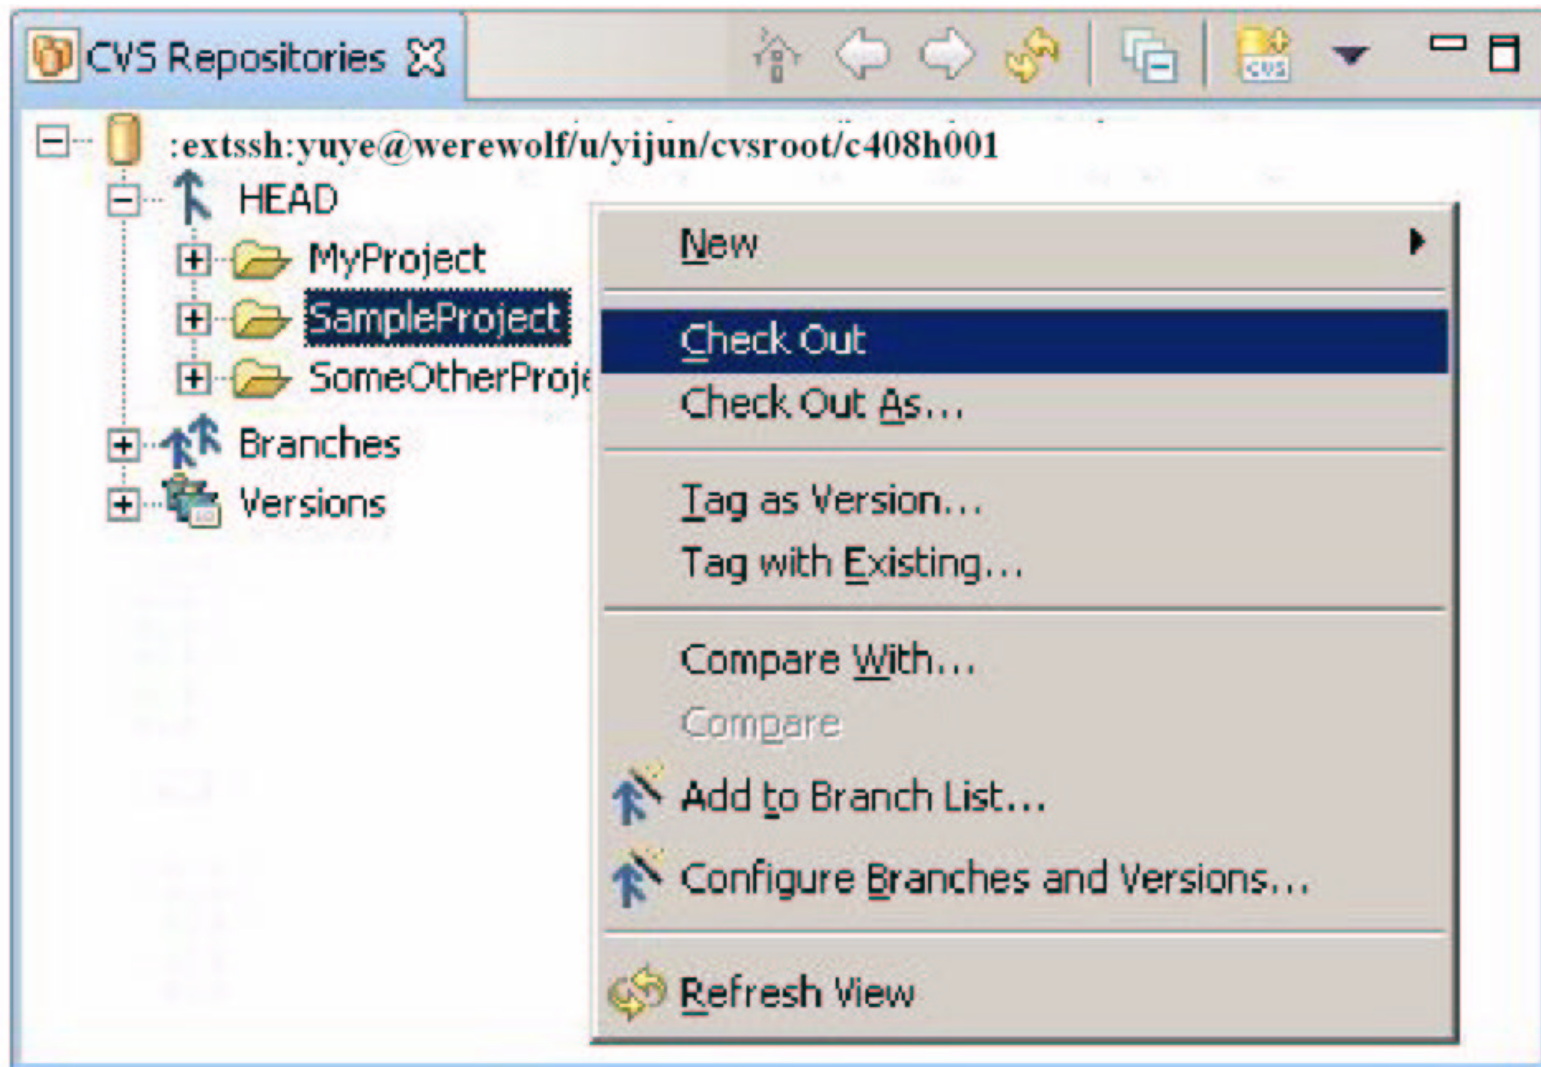 CVS Repositories
CVS
:extssh:yuye@werewolf/u/yijun/cvsroot/c408h001
HEAD
MyProject
SampleProject
SomeOtherProje
Branches
Versions
New
Check Out
Check Out As...
Tag as Version...
Tag with Existing...
Compare With...
Compare
Add to Branch List...
Configure Branches and Versions...
Refresh View